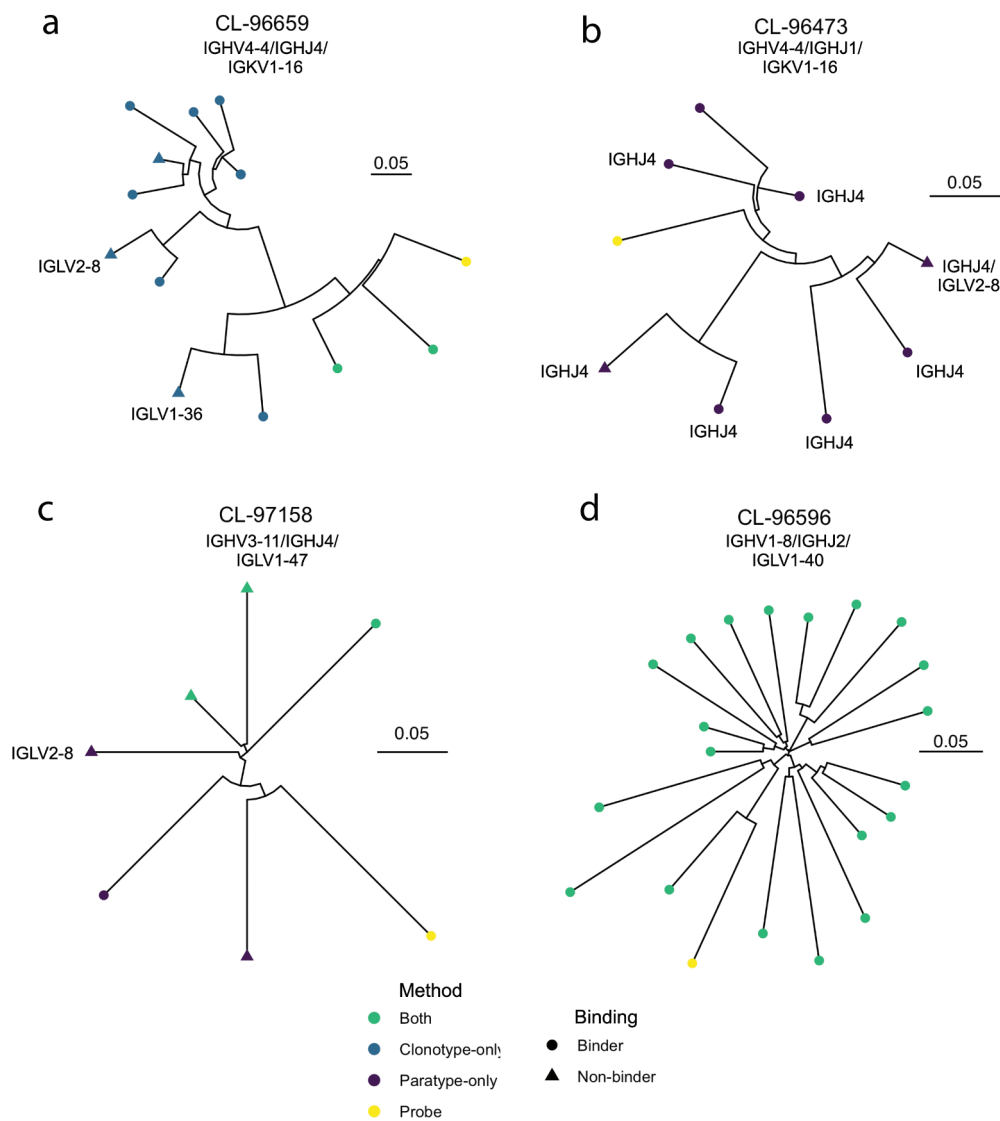 a
CL-96659
IGHV4-4/IGHJ4/
IGKV1-16
0.05
IGLV2-8
IGLV1-36
b
CL-96473
IGHV4-4/IGHJ1/
IGKV1-16
IGHJ4
IGHJ4
0.05
IGHJ4/
IGLV2-8
IGHJ4
IGHJ4
IGHJ4
IGHJ4
c
CL-97158
IGHV3-11/IGHJ4/
IGLV1-47
IGLV2-8
0.05
d
CL-96596
IGHV1-8/IGHJ2/
IGLV1-40
0.05
Method
Both
Clonotype-only
Paratype-only
Probe
Binding
Binder
Non-binder